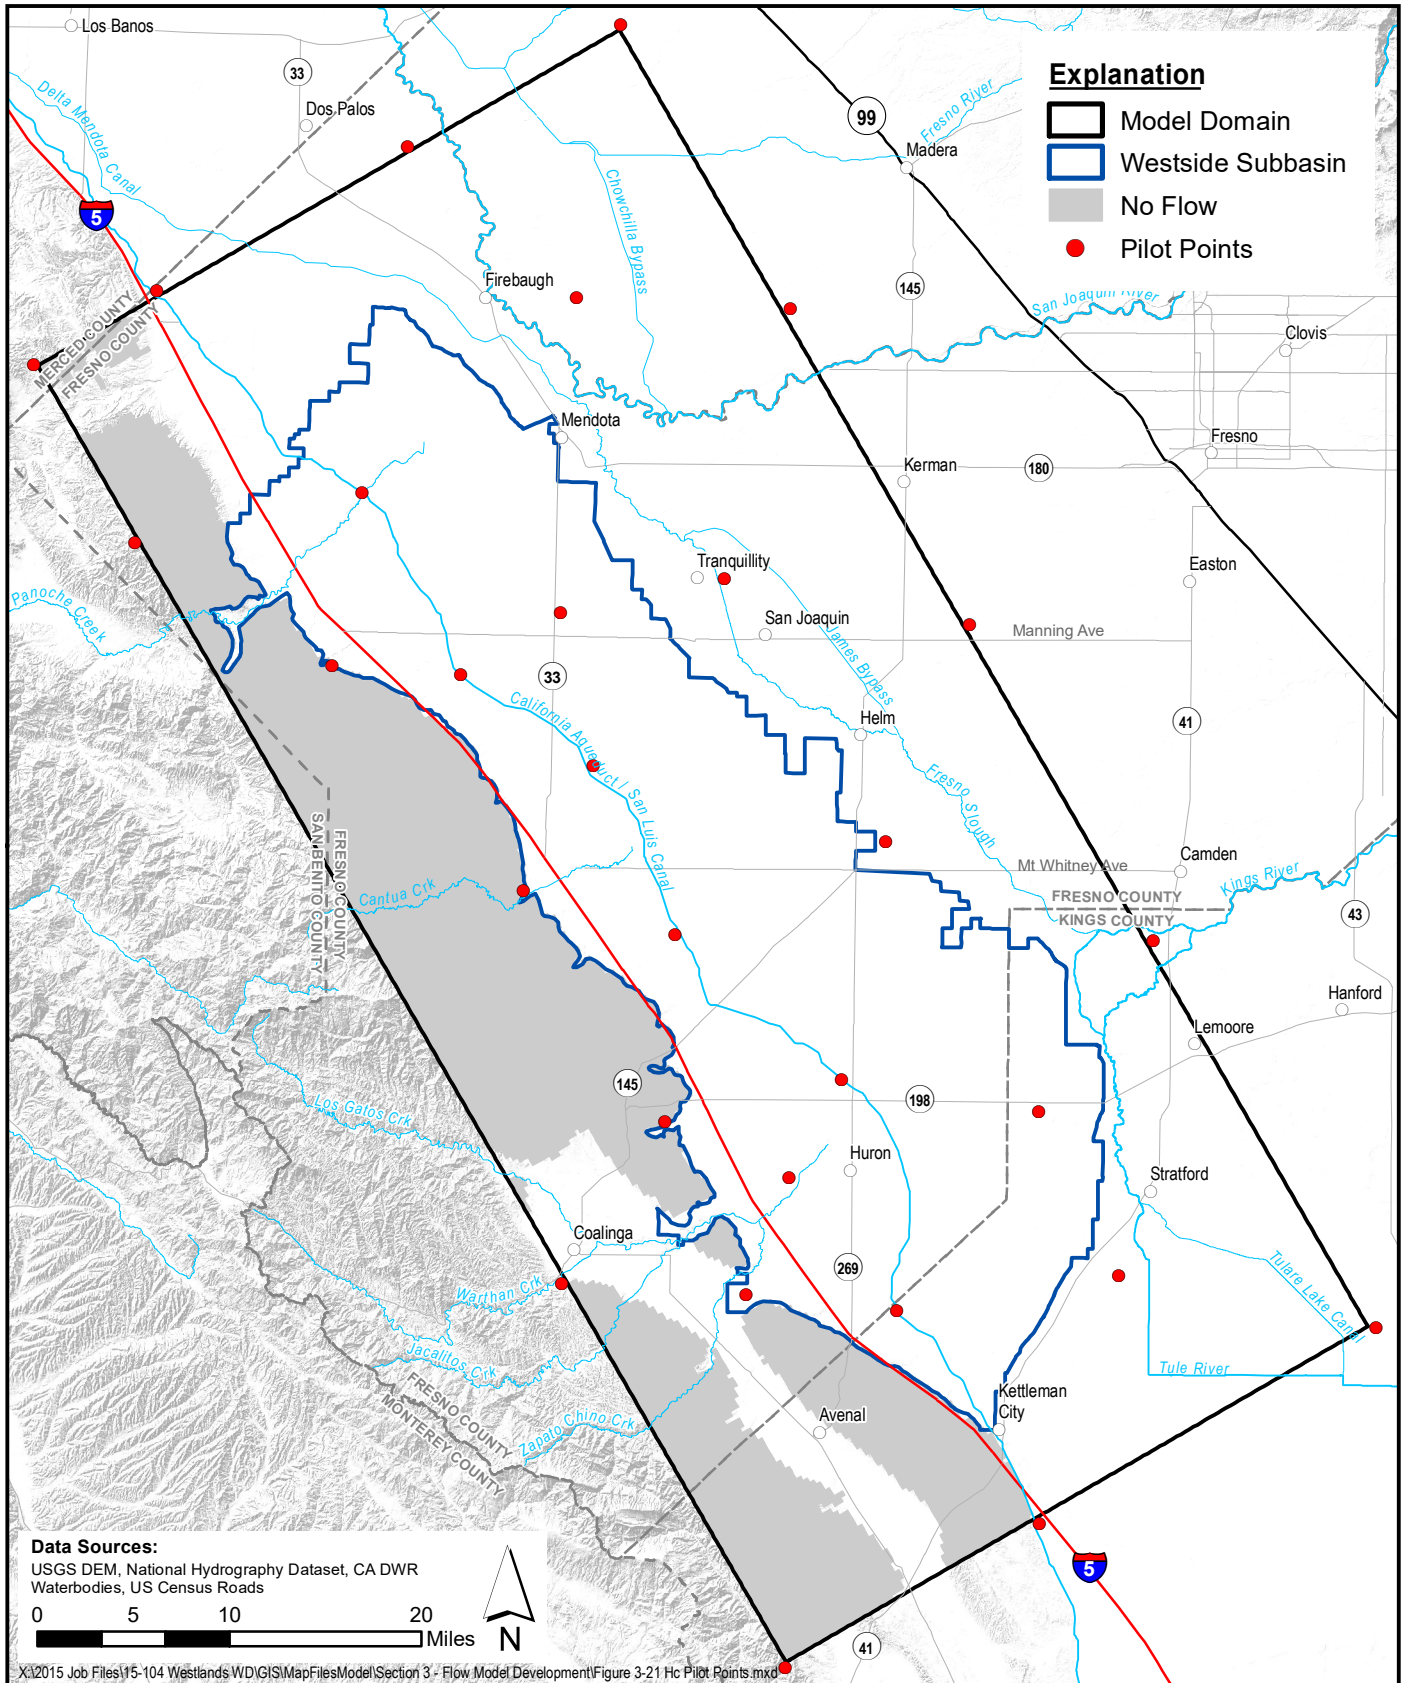 Los Banos
33
Dos Palos
Delta Mendota Canal
5
99
Fresno River
Madera
Explanation
Model Domain
Westside Subbasin
No Flow
Pilot Points
Chowchilla Bypass
Firebaugh
145
San Joaquin River
Clovis
MERCED COUNTY
FRESNO COUNTY
Mendota
Fresno
Kerman
180
Tranquillity
Easton
Panoche Creek
San Joaquin
James Bypass
Manning Ave
33
California Aqueduct / San Luis Canal
Helm
41
Fresno Slough
SAN BENITO COUNTY
FRESNO COUNTY
Cantua Crk
Mt Whitney Ave
Camden
Kings River
FRESNO COUNTY
KINGS COUNTY
43
Hanford
Lemoore
145
198
Los Gatos Crk
Huron
Stratford
Coalinga
269
Warthan Crk
Tulare Lake Canal
Jacalitos Crk
Tule River
FRESNO COUNTY
MONTEREY COUNTY
Zapato Chino Crk
Avenal
Kettleman
City
5
41
Data Sources:
USGS DEM, National Hydrography Dataset, CA DWR
Waterbodies, US Census Roads
0 5 10 20
Miles
N
X:\2015 Job Files\15-104 Westlands WD\GIS\MapFilesModel\Section 3 - Flow Model Development\Figure 3-21 Hc Pilot Points.mxd